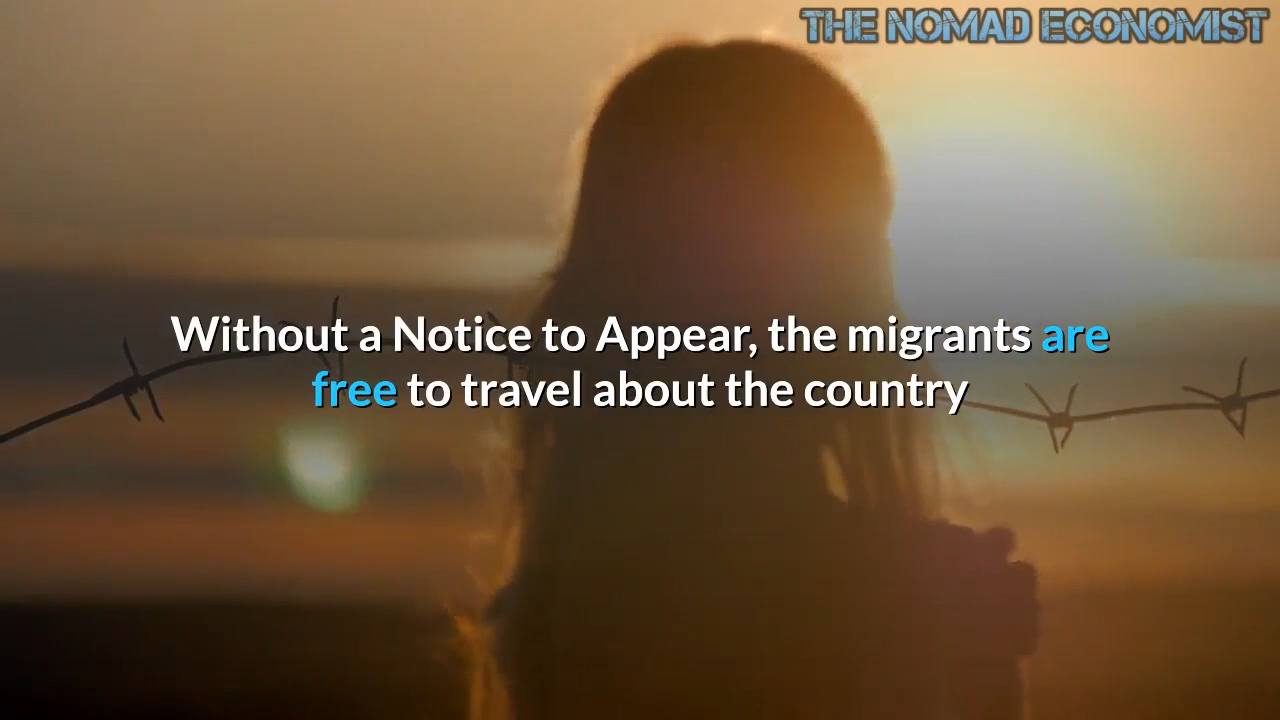 THE NOMAD ECONOMIST
Without a Notice to Appear, the migrants are
free to travel about the country